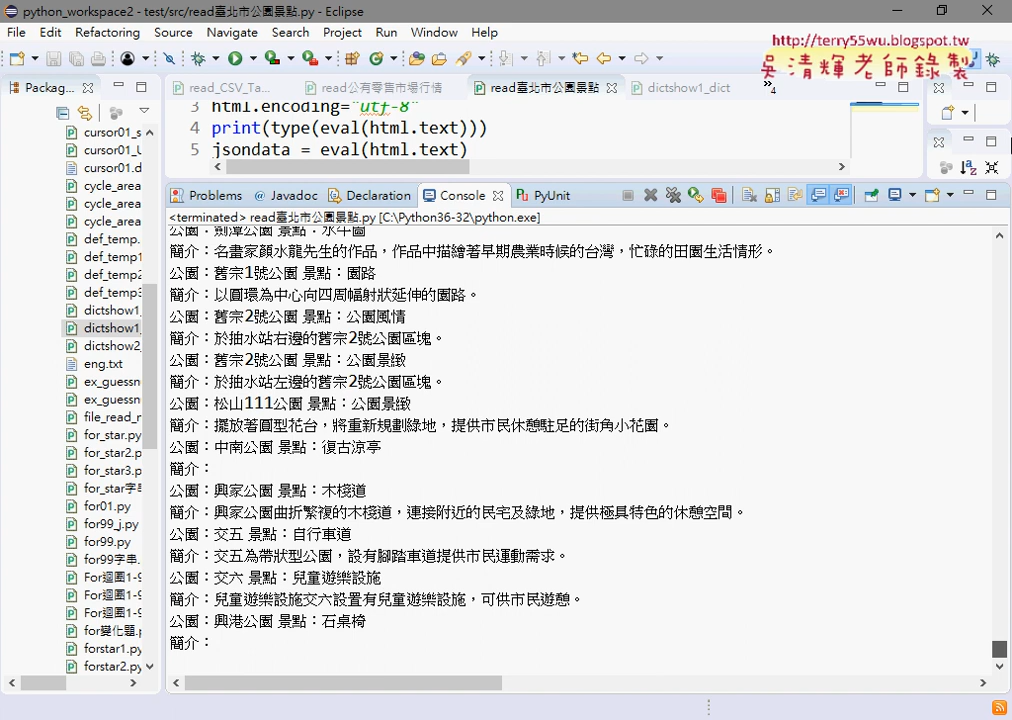 python_workspace2 - test/src/read臺北市公園景點.py - Eclipse
File Edit Refactoring Source Navigate Search Project Run Window Help
http://terry55wu.blogspot.tw
吳清輝老師錄製
Packag...
read_CSV_Ta...
read公有零售市場行情
read臺北市公園景點
dictshow1_dict
»4
3 html.encoding="utf-8"
4 print(type(eval(html.text)))
5 jsondata = eval(html.text)
cursor01_s
cursor01_U
cursor01.d
cycle_area
cycle_area
cycle_area
def_temp.
def_temp1
def_temp2
def_temp3
dictshow1
dictshow1_
dictshow2_
eng.txt
ex_guessn
ex_guessn
file_read_r
for_star.py
for_star2.p
for_star3.p
for_star字串
for01.py
for99_j.py
for99.py
for99字串.
For迴圈1-9
For迴圈1-9
For迴圈1-9
for變化題.p
forstar1.py
forstar2.py
Problems @ Javadoc Declaration Console PyUnit
<terminated> read臺北市公園景點.py [C:\Python36-32\python.exe]
公園：劍潭公園 景點：水牛圖
簡介：名畫家顏水龍先生的作品，作品中描繪著早期農業時候的台灣，忙碌的田園生活情形。
公園：舊宗1號公園 景點：園路
簡介：以圓環為中心向四周幅射狀延伸的園路。
公園：舊宗2號公園 景點：公園風情
簡介：於抽水站右邊的舊宗2號公園區塊。
公園：舊宗2號公園 景點：公園景緻
簡介：於抽水站左邊的舊宗2號公園區塊。
公園：松山111公園 景點：公園景緻
簡介：擺放著圓型花台，將重新規劃綠地，提供市民休憩駐足的街角小花園。
公園：中南公園 景點：復古涼亭
簡介：
公園：興家公園 景點：木棧道
簡介：興家公園曲折繁複的木棧道，連接附近的民宅及綠地，提供極具特色的休憩空間。
公園：交五 景點：自行車道
簡介：交五為帶狀型公園，設有腳踏車道提供市民運動需求。
公園：交六 景點：兒童遊樂設施
簡介：兒童遊樂設施交六設置有兒童遊樂設施，可供市民遊憩。
公園：興港公園 景點：石桌椅
簡介：